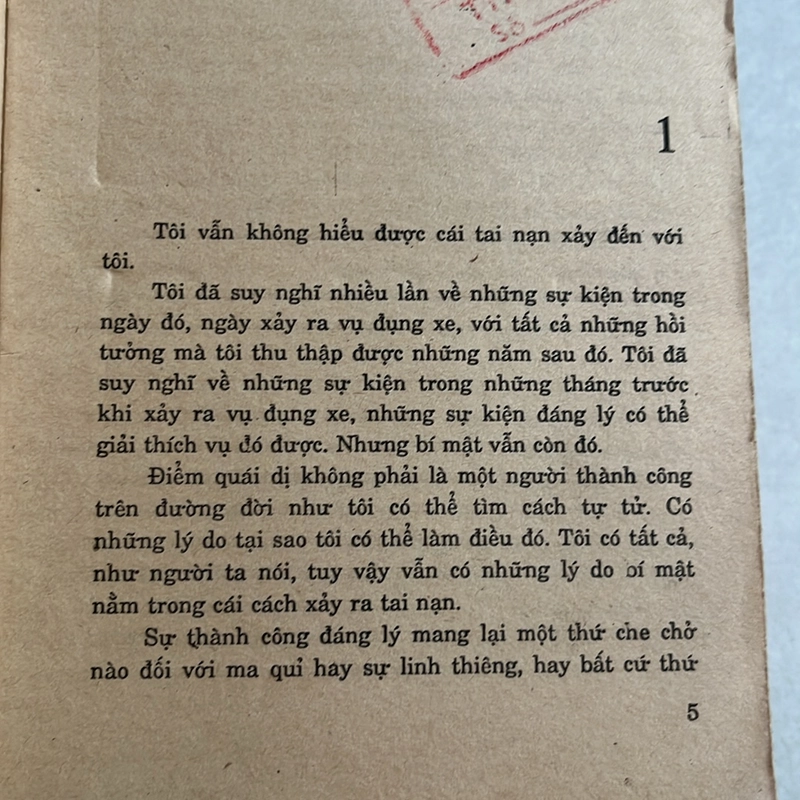 1
Tôi vẫn không hiểu được cái tai nạn xảy đến với
tôi.
Tôi đã suy nghĩ nhiều lần về những sự kiện trong
ngày đó, ngày xảy ra vụ đụng xe, với tất cả những hồi
tưởng mà tôi thu thập được những năm sau đó. Tôi đã
suy nghĩ về những sự kiện trong những tháng trước
khi xảy ra vụ đụng xe, những sự kiện đáng lý có thể
giải thích vụ đó được. Nhưng bí mật vẫn còn đó.
Điểm quái dị không phải là một người thành công
trên đường đời như tôi có thể tìm cách tự tử. Có
những lý do tại sao tôi có thể làm điều đó. Tôi có tất cả,
như người ta nói, tuy vậy vẫn có những lý do bí mật
nằm trong cái cách xảy ra tai nạn.
Sự thành công đáng lý mang lại một thứ che chở
nào đối với ma quỉ hay sự linh thiêng, hay bất cứ thứ
5